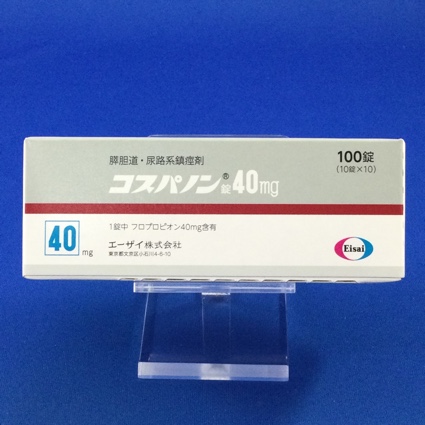 膵胆道・尿路系鎮痙剤
コスパノン®錠40mg
100錠
(10錠×10)
40mg
1錠中 フロプロピオン40mg含有
エーザイ株式会社
東京都文京区小石川4-6-10
Eisai